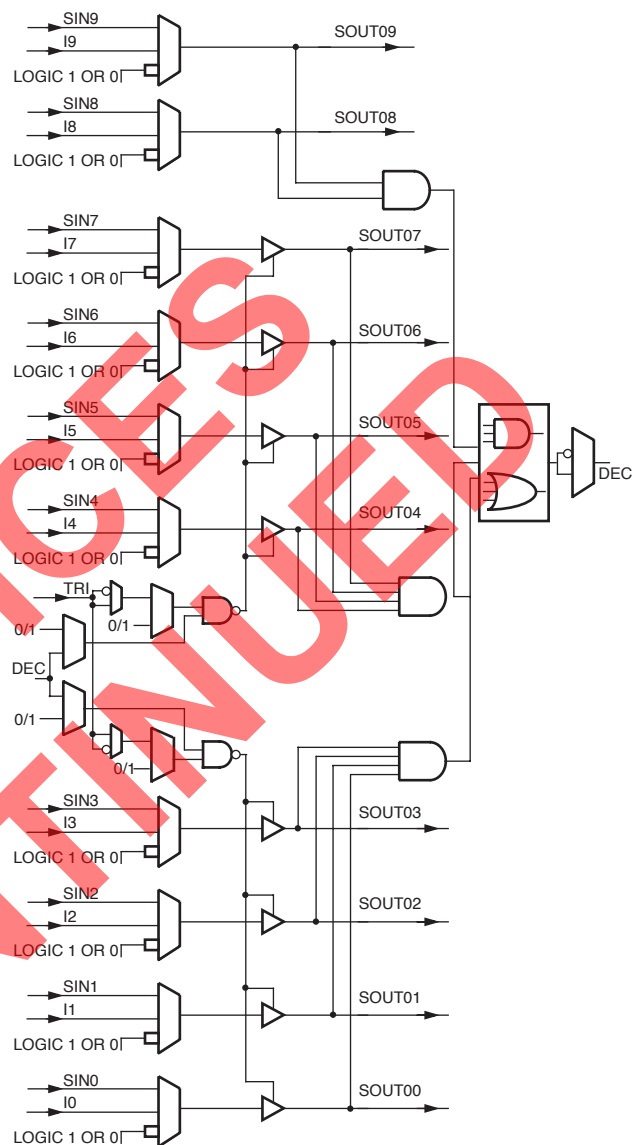 SIN9
SOUT09
I9
LOGIC 1 OR 0
SIN8
SOUT08
I8
LOGIC 1 OR 0
SIN7
SOUT07
I7
LOGIC 1 OR 0
SIN6
SOUT06
I6
LOGIC 1 OR 0
SIN5
SOUT05
I5
LOGIC 1 OR 0
DEC
SIN4
SOUT04
I4
LOGIC 1 OR 0
TRI
0/1
0/1
DEC
0/1
0/1
SIN3
SOUT03
I3
LOGIC 1 OR 0
SIN2
SOUT02
I2
LOGIC 1 OR 0
SIN1
SOUT01
I1
LOGIC 1 OR 0
SIN0
SOUT00
I0
LOGIC 1 OR 0
ICES
TINUED